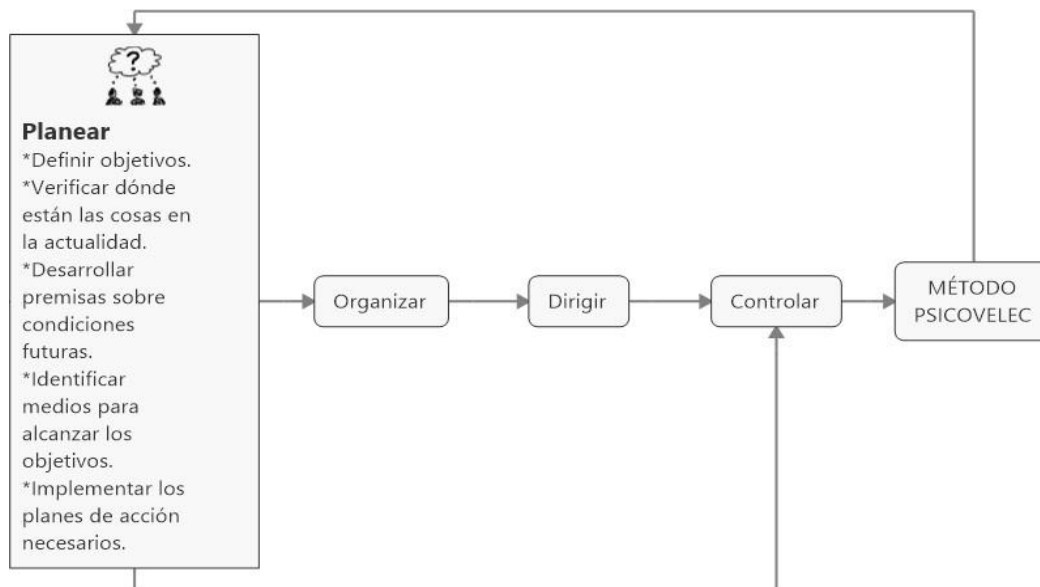 ?
Planear
*Definir objetivos.
*Verificar dónde
están las cosas en
la actualidad.
*Desarrollar
premisas sobre
condiciones
futuras.
*Identificar
medios para
alcanzar los
objetivos.
*Implementar los
planes de acción
necesarios.
Organizar
Dirigir
Controlar
MÉTODO
PSICOVELEC